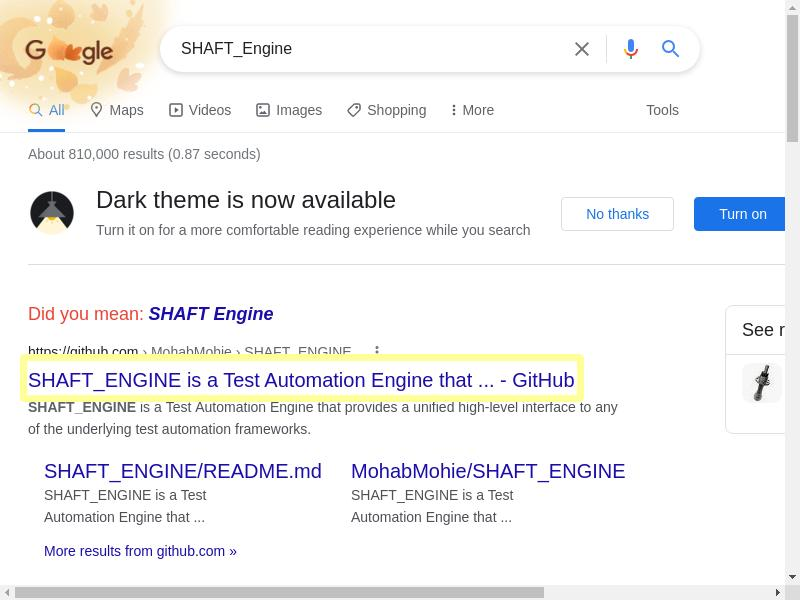 Google
SHAFT_Engine
All Maps Videos Images Shopping More Tools
About 810,000 results (0.87 seconds)
Dark theme is now available
Turn it on for a more comfortable reading experience while you search
No thanks
Turn on
Did you mean: SHAFT Engine
https://github.com › MohabMohie › SHAFT_ENGINE
SHAFT_ENGINE is a Test Automation Engine that ... - GitHub
SHAFT_ENGINE is a Test Automation Engine that provides a unified high-level interface to any
of the underlying test automation frameworks.
See r
SHAFT_ENGINE/README.md
SHAFT_ENGINE is a Test
Automation Engine that ...
MohabMohie/SHAFT_ENGINE
SHAFT_ENGINE is a Test
Automation Engine that ...
More results from github.com »